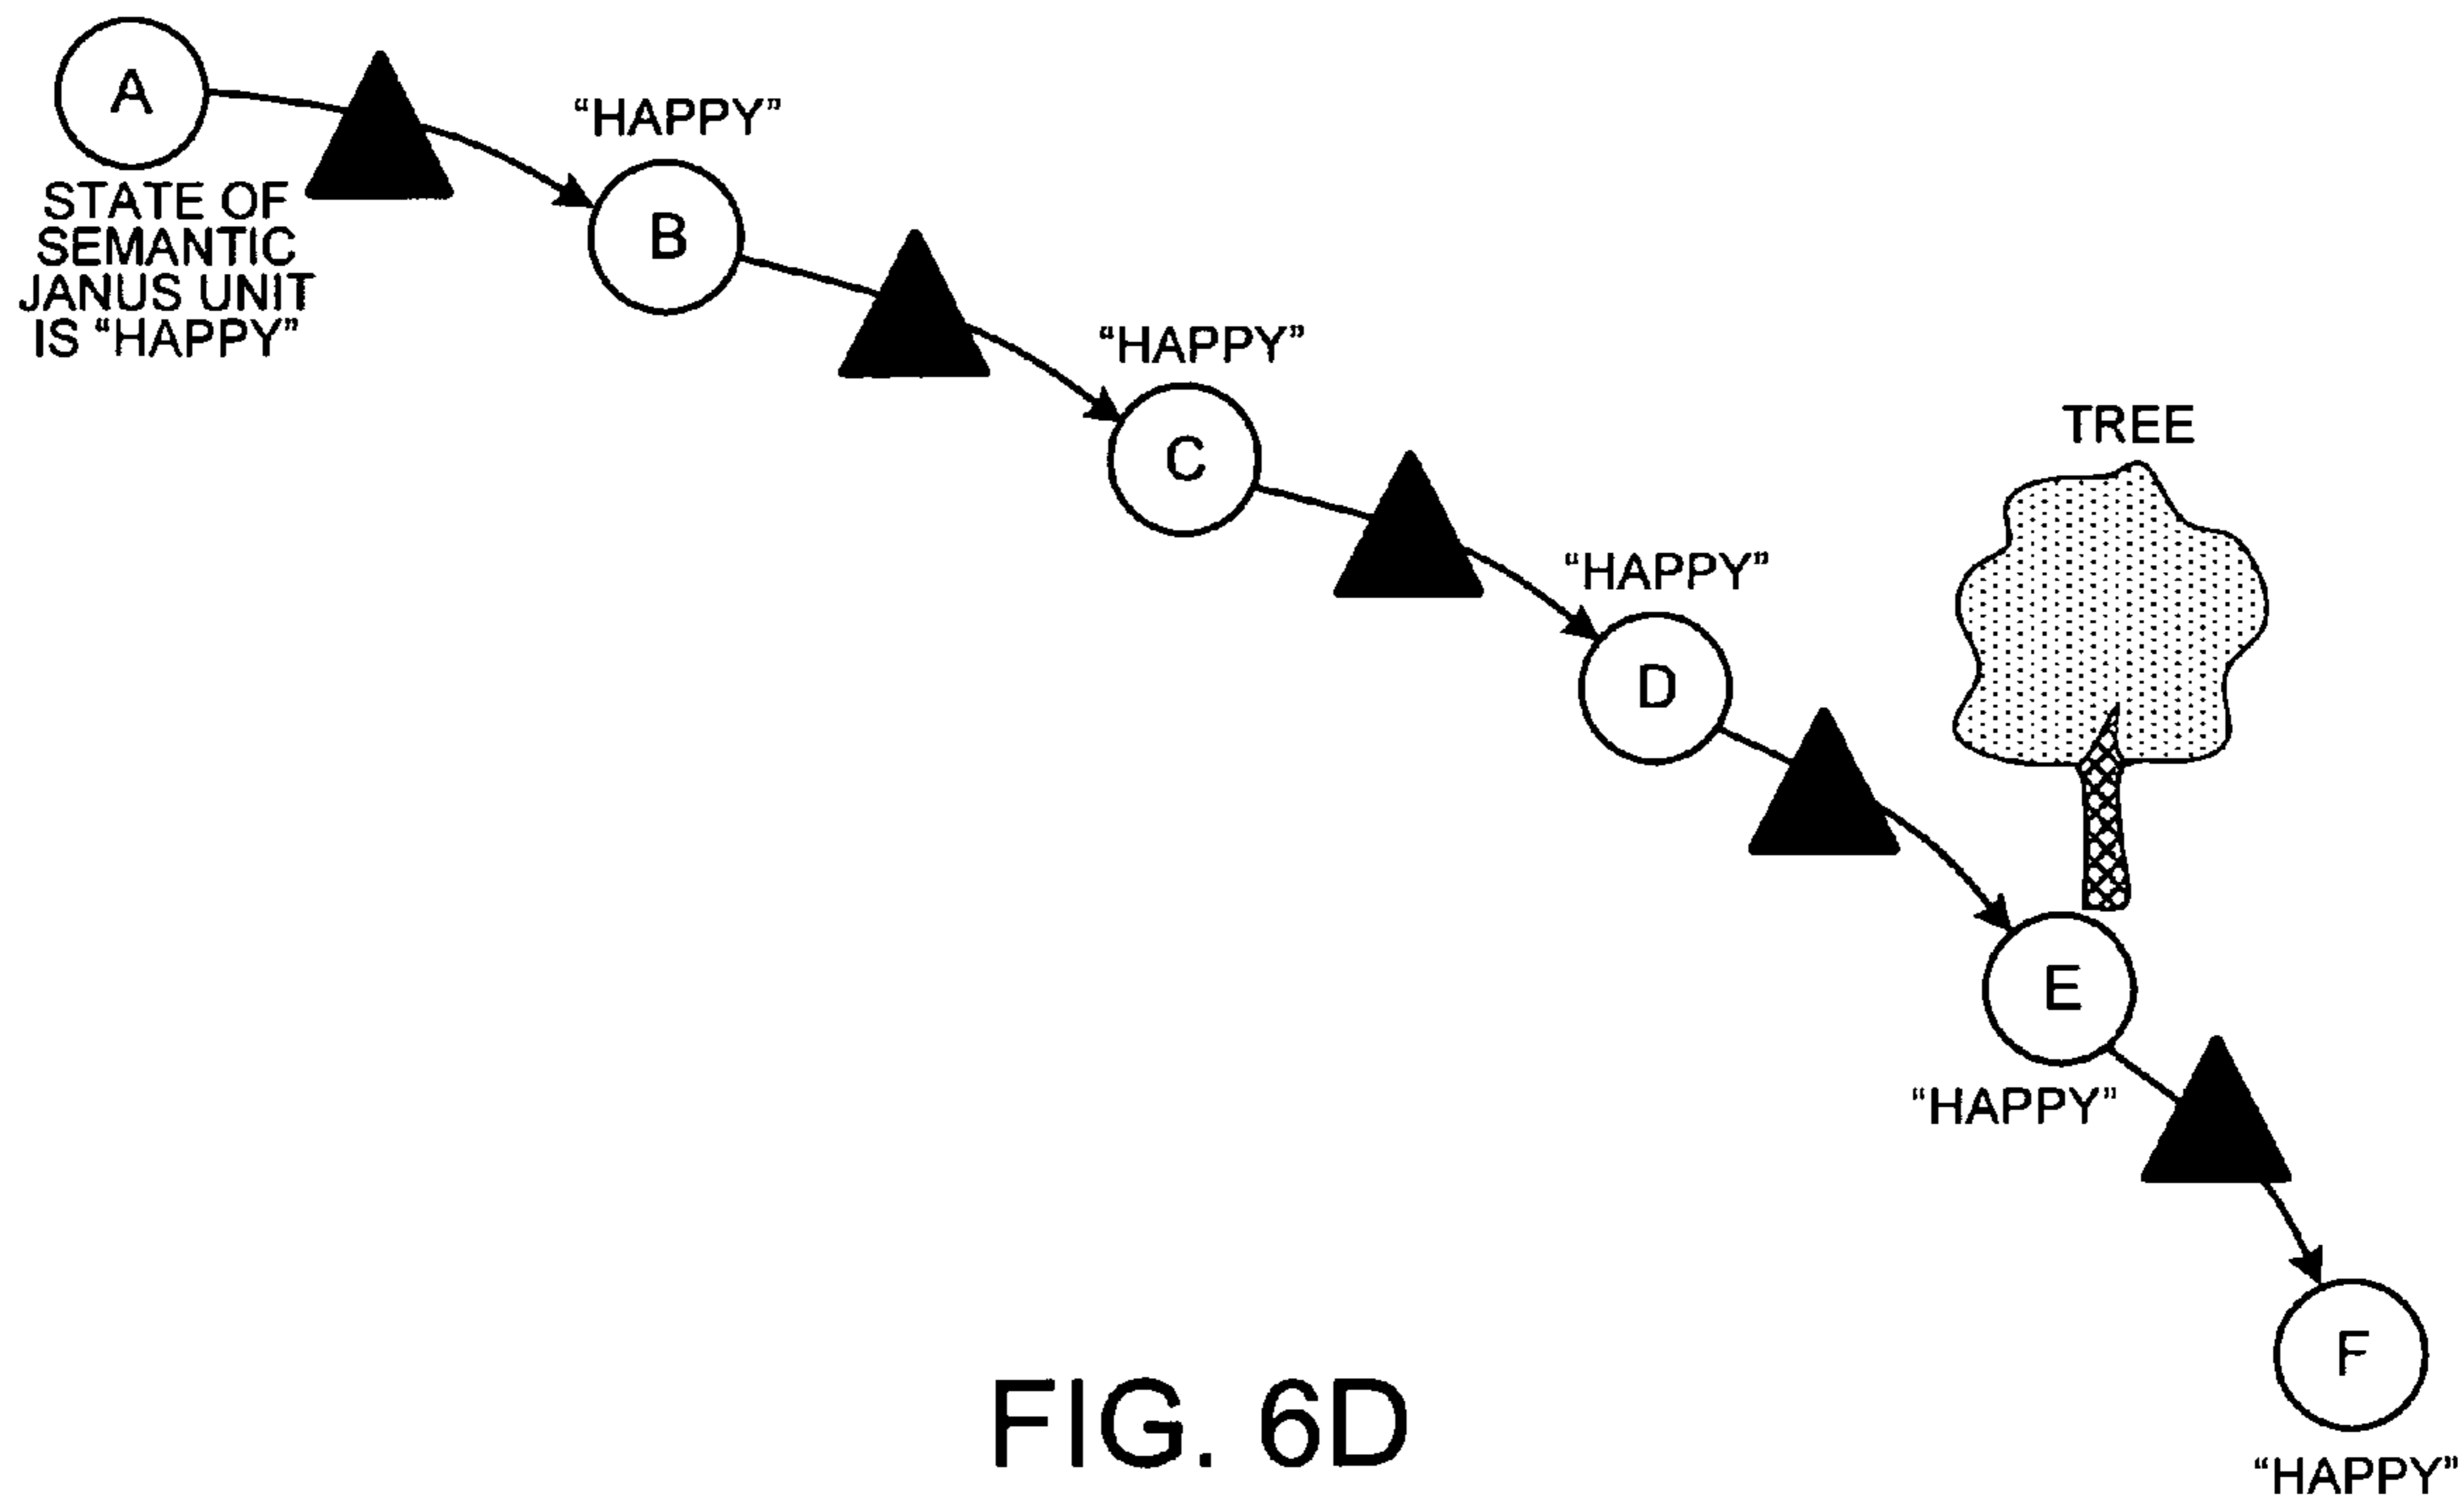 A
STATE OF
SEMANTIC
JANUS UNIT
IS “HAPPY”
“HAPPY”
B
“HAPPY”
C
“HAPPY”
D
TREE
E
“HAPPY”
F
“HAPPY”
FIG. 6D